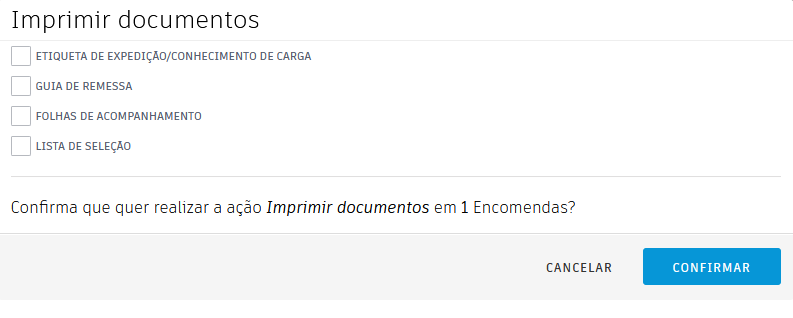 Imprimir documentos
ETIQUETA DE EXPEDIÇÃO/CONHECIMENTO DE CARGA
GUIA DE REMESSA
FOLHAS DE ACOMPANHAMENTO
LISTA DE SELEÇÃO
Confirma que quer realizar a ação Imprimir documentos em 1 Encomendas?
CANCELAR CONFIRMAR